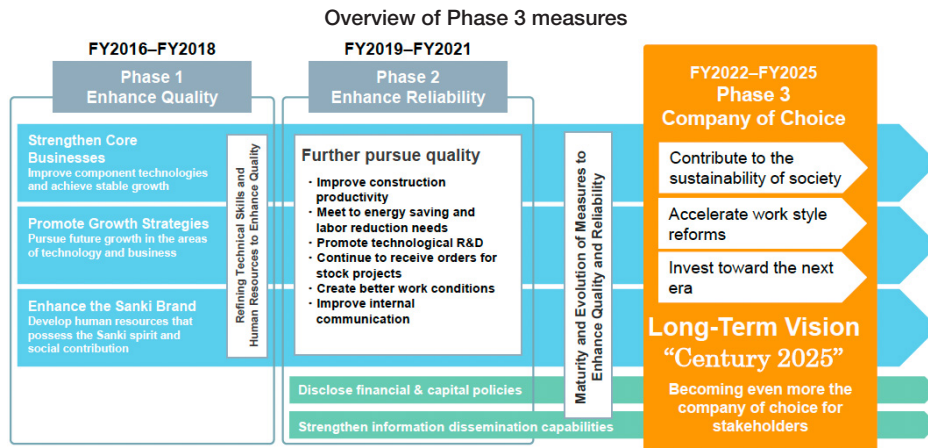 Overview of Phase 3 measures
FY2016–FY2018
Phase 1
Enhance Quality
Strengthen Core
Businesses
Improve component technologies
and achieve stable growth
Promote Growth Strategies
Pursue future growth in the areas
of technology and business
Enhance the Sanki Brand
Develop human resources that
possess the Sanki spirit and
social contribution
Refining Technical Skills and
Human Resources to Enhance Quality
FY2019–FY2021
Phase 2
Enhance Reliability
Further pursue quality
· Improve construction
productivity
· Meet to energy saving and
labor reduction needs
· Promote technological R&D
· Continue to receive orders for
stock projects
· Create better work conditions
· Improve internal
communication
Disclose financial & capital policies
Strengthen information dissemination capabilities
Maturity and Evolution of Measures to
Enhance Quality and Reliability
FY2022–FY2025
Phase 3
Company of Choice
Contribute to the
sustainability of society
Accelerate work style
reforms
Invest toward the next
era
Long-Term Vision
“Century 2025”
Becoming even more the
company of choice for
stakeholders